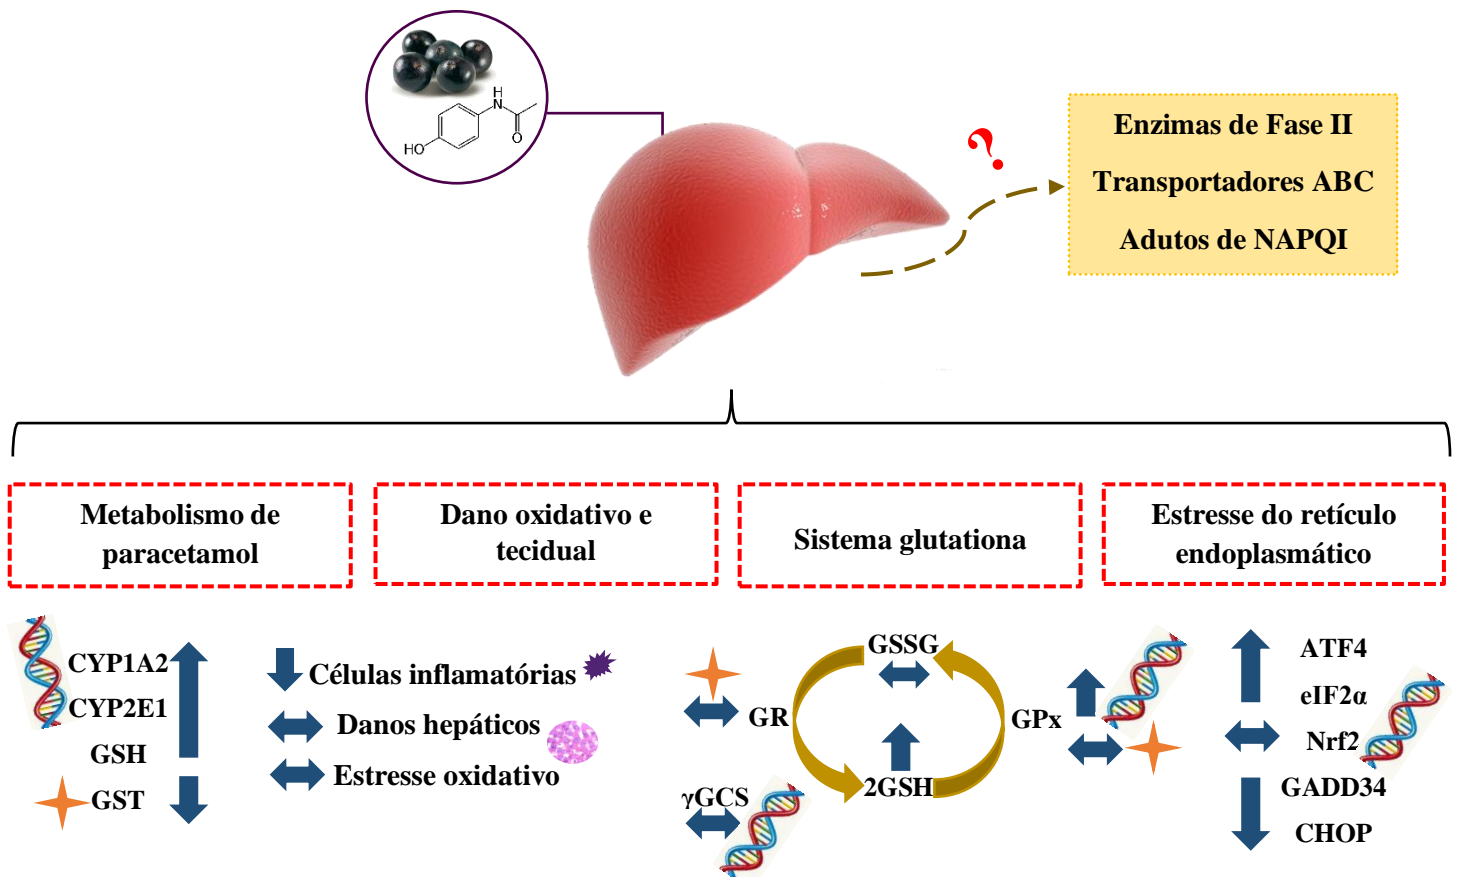 H
N
O
HO
?
Enzimas de Fase II
Transportadores ABC
Adutos de NAPQI
Metabolismo de
paracetamol
Dano oxidativo e
tecidual
Sistema glutationa
Estresse do retículo
endoplasmático
CYP1A2
CYP2E1
GSH
GST
Células inflamatórias
Danos hepáticos
Estresse oxidativo
GSSG
GR
GPx
2GSH
γGCS
ATF4
eIF2α
Nrf2
GADD34
CHOP